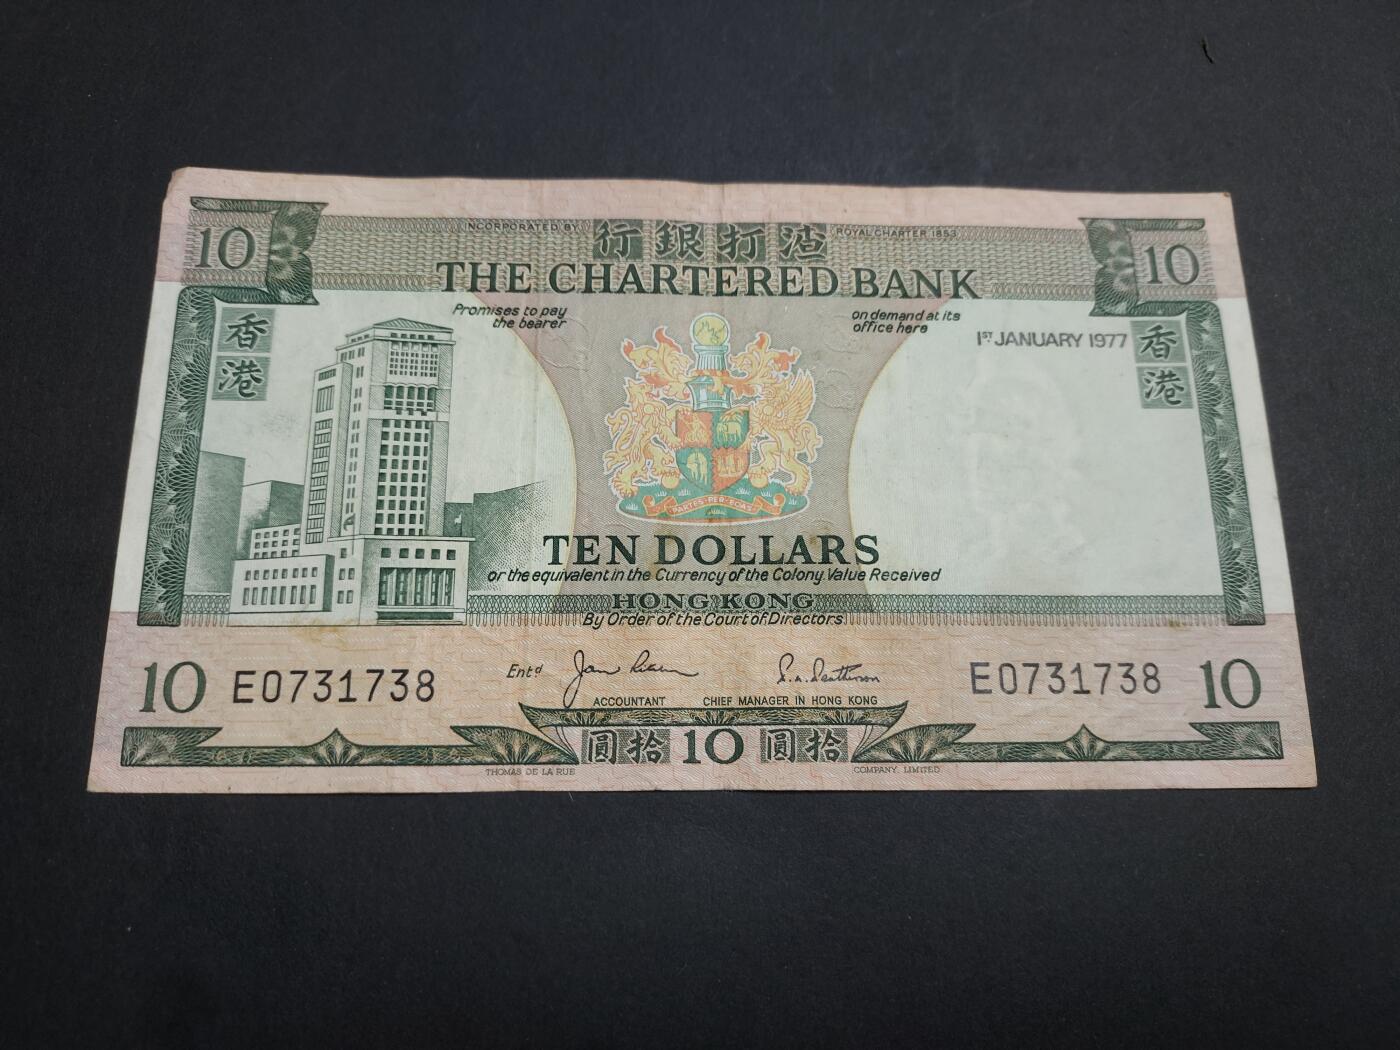 INCORPORATED BY 行銀打渣 ROYAL CHARTER 1853
10 THE CHARTERED BANK 10
Promises to pay
the bearer
on demand at its
office here
1ST JANUARY 1977
香港
香港
PARTES·PER·EOAS
TEN DOLLARS
or the equivalent in the Currency of the Colony. Value Received
HONG KONG
By Order of the Court of Directors
10 E0731738 Entd E0731738 10
ACCOUNTANT CHIEF MANAGER IN HONG KONG
圓拾 10 圓拾
THOMAS DE LA RUE COMPANY, LIMITED